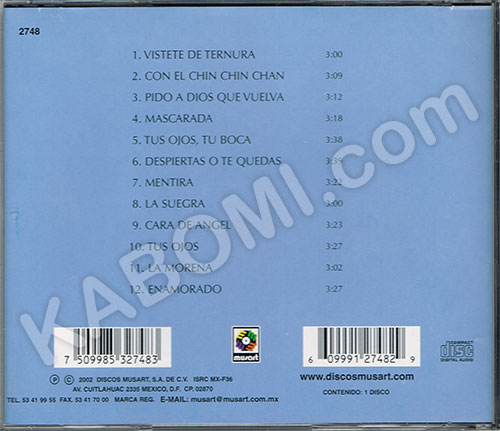 2748
1. VISTETE DE TERNURA 3:00
2. CON EL CHIN CHIN CHAN 3:09
3. PIDO A DIOS QUE VUELVA 3:12
4. MASCARADA 3:18
5. TUS OJOS, TU BOCA 3:38
6. DESPIERTAS O TE QUEDAS 3:39
7. MENTIRA 3:22
8. LA SUEGRA 3:00
9. CARA DE ANGEL 3:23
10. TUS OJOS 3:27
11. LA MORENA 3:02
12. ENAMORADO 3:27
KABOMI.com
7 509985 327483
musart
6 09991 27482 9
COMPACT
disc
DIGITAL AUDIO
www.discosmusart.com
CONTENIDO: 1 DISCO
Ⓟ © 2002 DISCOS MUSART, S.A. DE C.V. ISRC MX-F36
AV. CUITLAHUAC 2335 MEXICO, D.F. CP. 02870
TEL. 53 41 99 55 FAX. 53 41 70 00 MARCA REG. E-MAIL: musart@musart.com.mx